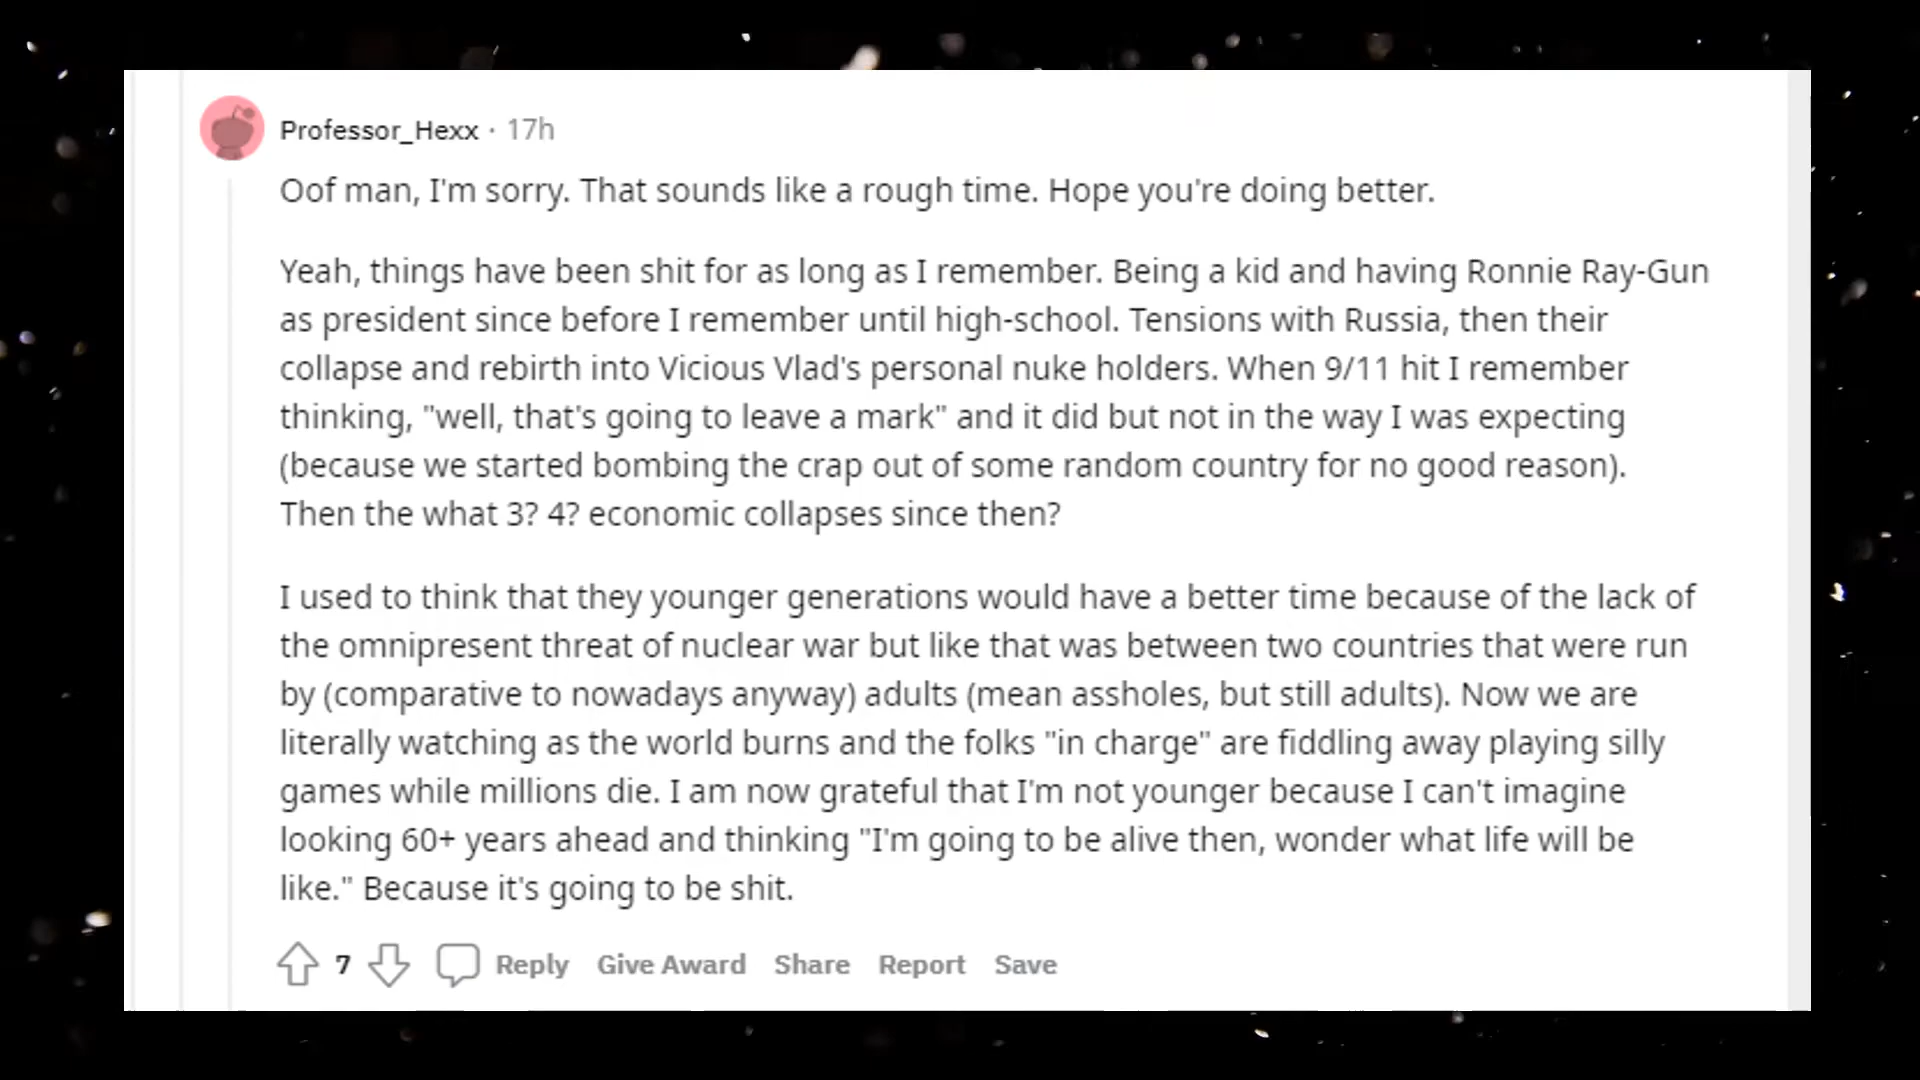 Professor_Hexx · 17h
Oof man, I'm sorry. That sounds like a rough time. Hope you're doing better.
Yeah, things have been shit for as long as I remember. Being a kid and having Ronnie Ray-Gun
as president since before I remember until high-school. Tensions with Russia, then their
collapse and rebirth into Vicious Vlad's personal nuke holders. When 9/11 hit I remember
thinking, "well, that's going to leave a mark" and it did but not in the way I was expecting
(because we started bombing the crap out of some random country for no good reason).
Then the what 3? 4? economic collapses since then?
I used to think that they younger generations would have a better time because of the lack of
the omnipresent threat of nuclear war but like that was between two countries that were run
by (comparative to nowadays anyway) adults (mean assholes, but still adults). Now we are
literally watching as the world burns and the folks "in charge" are fiddling away playing silly
games while millions die. I am now grateful that I'm not younger because I can't imagine
looking 60+ years ahead and thinking "I'm going to be alive then, wonder what life will be
like." Because it's going to be shit.
7 Reply Give Award Share Report Save